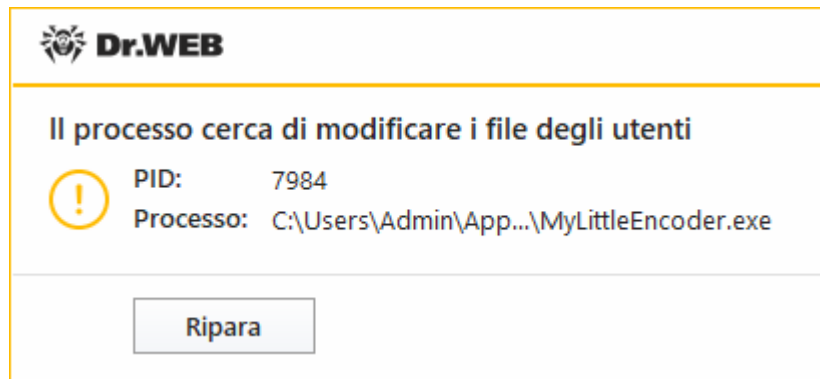 Dr.WEB
Il processo cerca di modificare i file degli utenti
PID: 7984
Processo: C:\Users\Admin\App...\MyLittleEncoder.exe
Ripara